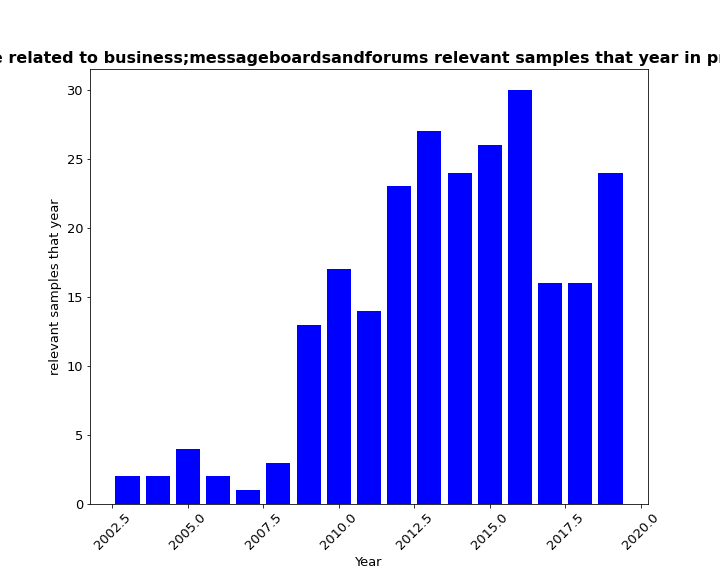 related to business;messageboardsandforums relevant samples that year in
relevant samples that year
30
25
20
15
10
5
0
2002.5 2005.0 2007.5 2010.0 2012.5 2015.0 2017.5 2020.0
Year